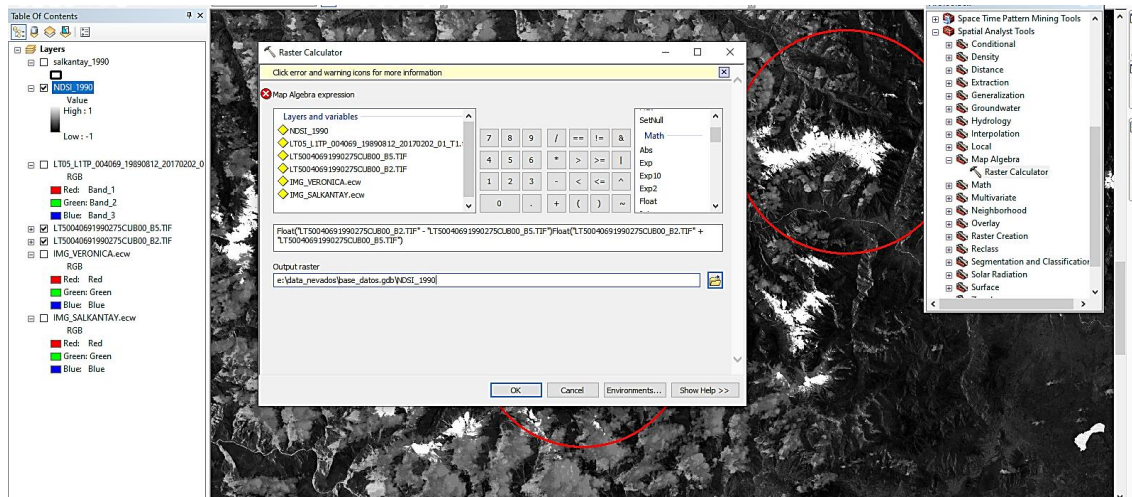 Table Of Contents
Layers
salkantay_1990
NDSI_1990
Value
High : 1
Low : -1
LT05_L1TP_004069_19890812_20170202_0
RGB
Red: Band_1
Green: Band_2
Blue: Band_3
LT50040691990275CUB00_B5.TIF
LT50040691990275CUB00_B2.TIF
IMG_VERONICA.ecw
RGB
Red: Red
Green: Green
Blue: Blue
IMG_SALKANTAY.ecw
RGB
Red: Red
Green: Green
Blue: Blue
Raster Calculator
Click error and warning icons for more information
Map Algebra expression
Layers and variables
NDSI_1990
LT05_L1TP_004069_19890812_20170202_01_T1.
LT50040691990275CUB00_B5.TIF
LT50040691990275CUB00_B2.TIF
IMG_VERONICA.ecw
IMG_SALKANTAY.ecw
7 8 9 / == != &
4 5 6 * > >= |
1 2 3 - < <= ^
0 . + ( ) ~
SetNull
Math
Abs
Exp
Exp10
Exp2
Float
Float("LT50040691990275CUB00_B2.TIF" - "LT50040691990275CUB00_B5.TIF")Float("LT50040691990275CUB00_B2.TIF" +
"LT50040691990275CUB00_B5.TIF")
Output raster
e:\data_nevados\base_datos.gdb\NDSI_1990
OK Cancel Environments... Show Help >>
Space Time Pattern Mining Tools
Spatial Analyst Tools
Conditional
Density
Distance
Extraction
Generalization
Groundwater
Hydrology
Interpolation
Local
Map Algebra
Raster Calculator
Math
Multivariate
Neighborhood
Overlay
Raster Creation
Reclass
Segmentation and Classification
Solar Radiation
Surface